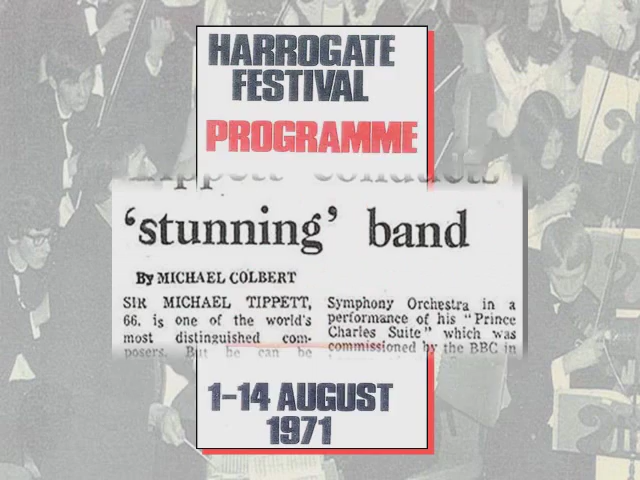 HARROGATE
FESTIVAL
PROGRAMME
Tippett conducts
‘stunning’ band
By MICHAEL COLBERT
SIR MICHAEL TIPPETT,
66, is one of the world's
most distinguished com-
posers. But he can be
Symphony Orchestra in a
performance of his "Prince
Charles Suite" which was
commissioned by the BBC in
1-14 AUGUST
1971